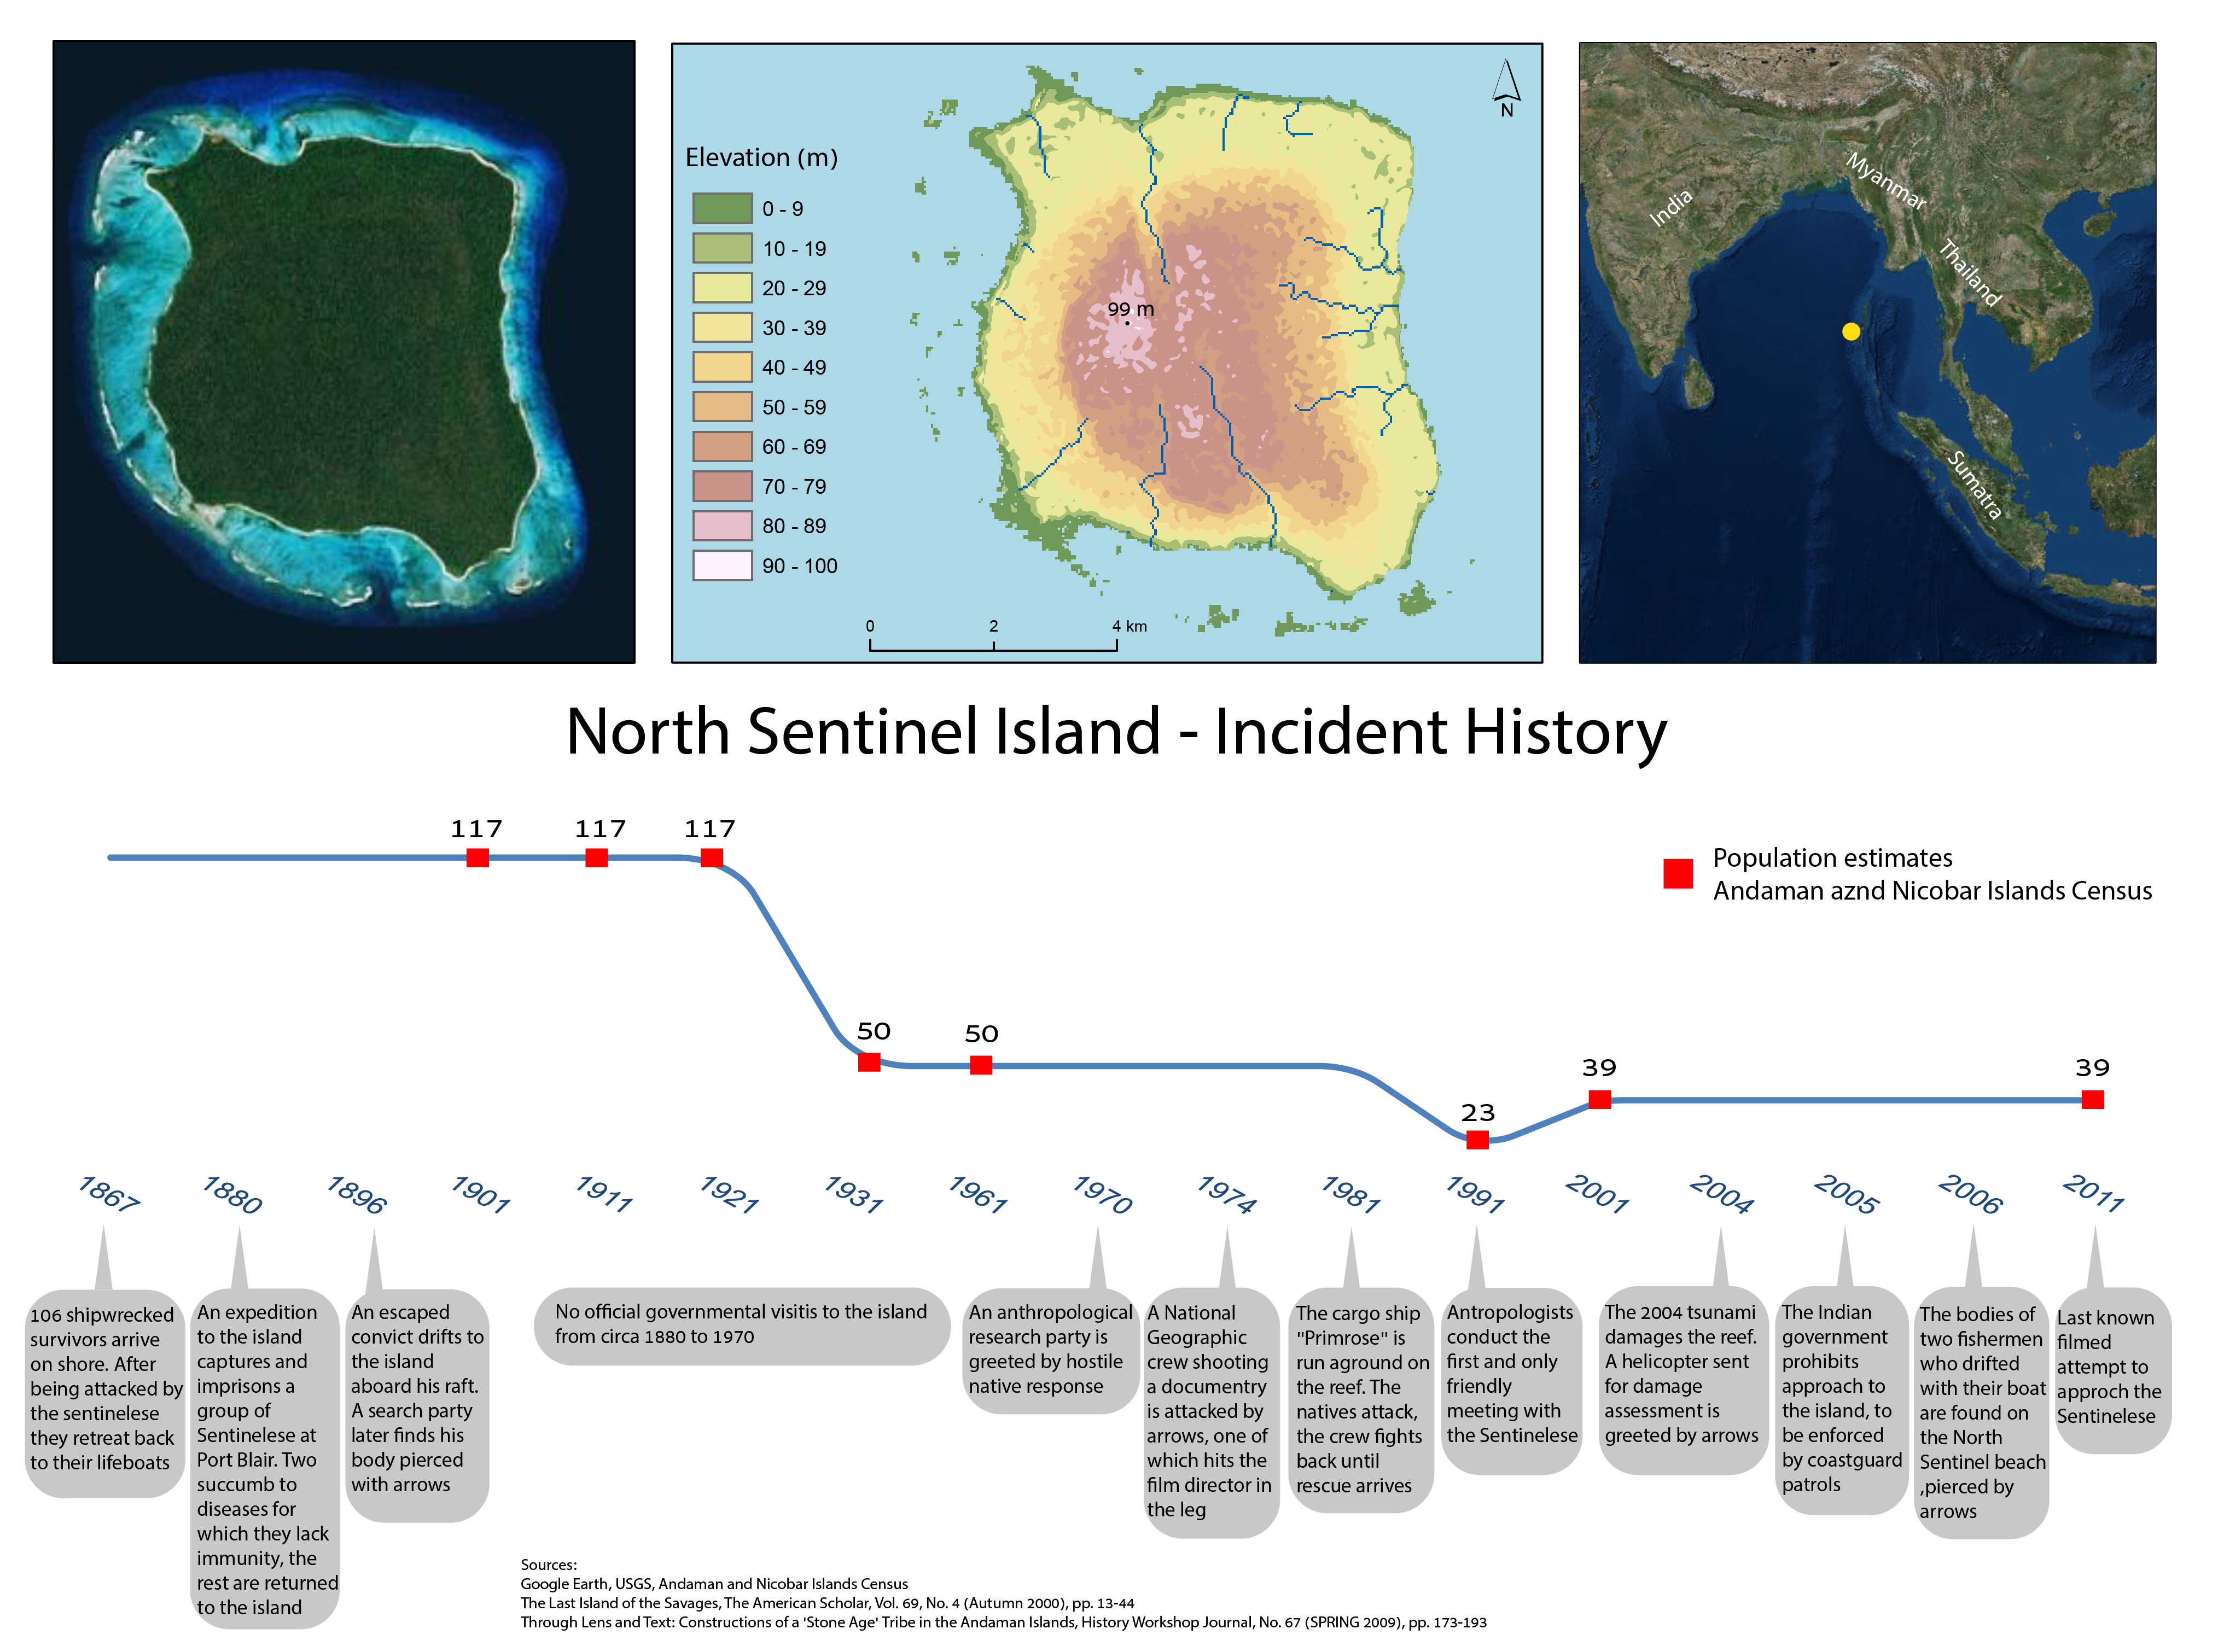 Elevation (m)
0 - 9
10 - 19
20 - 29
30 - 39
40 - 49
50 - 59
60 - 69
70 - 79
80 - 89
90 - 100
99 m
N
0 2 4 km
India
Myanmar
Thailand
Sumatra
North Sentinel Island - Incident History
117 117 117
50 50
23
39 39
Population estimates
Andaman aznd Nicobar Islands Census
1867 1880 1896 1901 1911 1921 1931 1961 1970 1974 1981 1991 2001 2004 2005 2006 2011
106 shipwrecked
survivors arrive
on shore. After
being attacked by
the sentinelese
they retreat back
to their lifeboats
An expedition
to the island
captures and
imprisons a
group of
Sentinelese at
Port Blair. Two
succumb to
diseases for
which they lack
immunity, the
rest are returned
to the island
An escaped
convict drifts to
the island
aboard his raft.
A search party
later finds his
body pierced
with arrows
No official governmental visitis to the island
from circa 1880 to 1970
An anthropological
research party is
greeted by hostile
native response
A National
Geographic
crew shooting
a documentry
is attacked by
arrows, one of
which hits the
film director in
the leg
The cargo ship
"Primrose" is
run aground on
the reef. The
natives attack,
the crew fights
back until
rescue arrives
Antropologists
conduct the
first and only
friendly
meeting with
the Sentinelese
The 2004 tsunami
damages the reef.
A helicopter sent
for damage
assessment is
greeted by arrows
The Indian
government
prohibits
approach to
the island, to
be enforced
by coastguard
patrols
The bodies of
two fishermen
who drifted
with their boat
are found on
the North
Sentinel beach
,pierced by
arrows
Last known
filmed
attempt to
approch the
Sentinelese
Sources:
Google Earth, USGS, Andaman and Nicobar Islands Census
The Last Island of the Savages, The American Scholar, Vol. 69, No. 4 (Autumn 2000), pp. 13-44
Through Lens and Text: Constructions of a 'Stone Age' Tribe in the Andaman Islands, History Workshop Journal, No. 67 (SPRING 2009), pp. 173-193